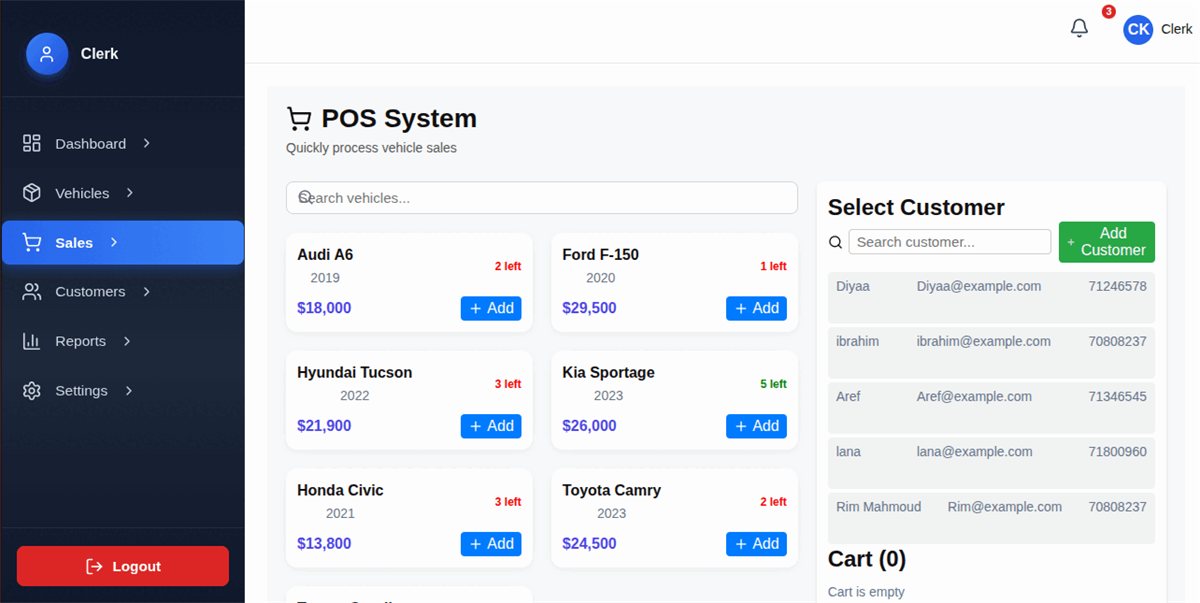 Clerk
Dashboard
Vehicles
Sales
Customers
Reports
Settings
Logout
3
CK Clerk
POS System
Quickly process vehicle sales
Search vehicles...
Audi A6
2019
2 left
$18,000
+ Add
Ford F-150
2020
1 left
$29,500
+ Add
Hyundai Tucson
2022
3 left
$21,900
+ Add
Kia Sportage
2023
5 left
$26,000
+ Add
Honda Civic
2021
3 left
$13,800
+ Add
Toyota Camry
2023
2 left
$24,500
+ Add
Select Customer
Search customer...
+ Add
Customer
Diyaa Diyaa@example.com 71246578
ibrahim ibrahim@example.com 70808237
Aref Aref@example.com 71346545
lana lana@example.com 71800960
Rim Mahmoud Rim@example.com 70808237
Cart (0)
Cart is empty